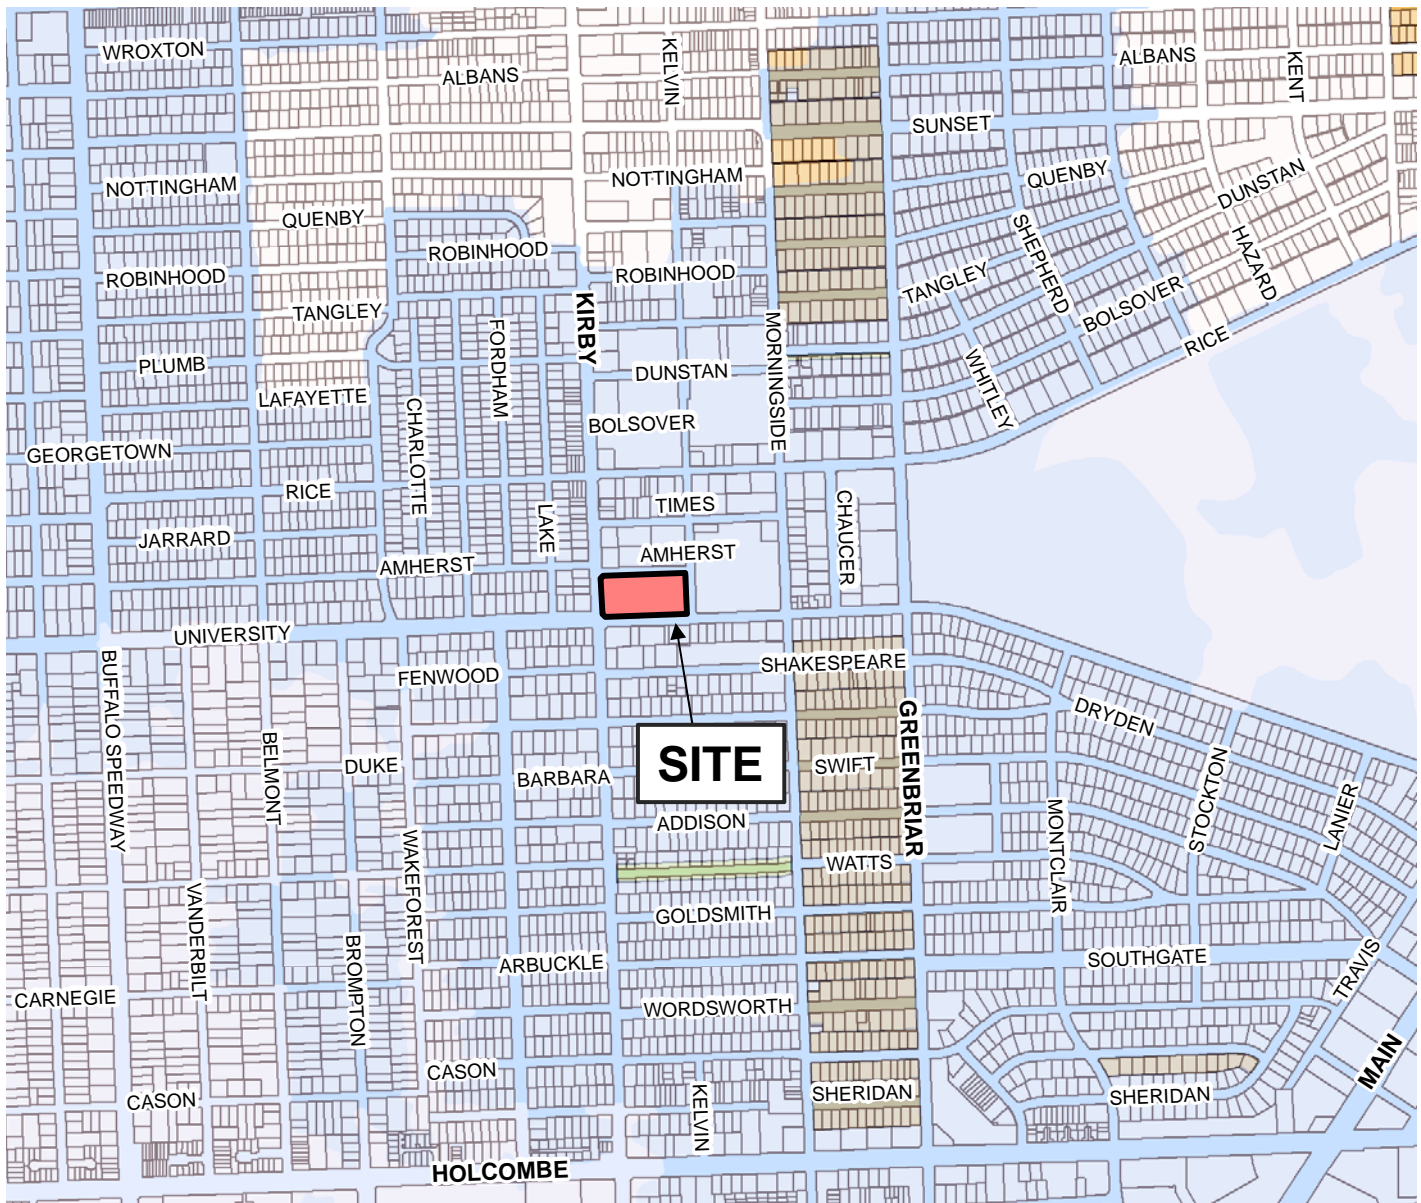 WROXTON
ALBANS
KELVIN
ALBANS
KENT
SUNSET
NOTTINGHAM
NOTTINGHAM
QUENBY
DUNSTAN
QUENBY
ROBINHOOD
SHEPHERD
HAZARD
ROBINHOOD
ROBINHOOD
TANGLEY
TANGLEY
BOLSOVER
KIRBY
FORDHAM
MORNINGSIDE
RICE
PLUMB
DUNSTAN
WHITLEY
LAFAYETTE
CHARLOTTE
BOLSOVER
GEORGETOWN
RICE
TIMES
CHAUCER
LAKE
JARRARD
AMHERST
AMHERST
UNIVERSITY
SHAKESPEARE
FENWOOD
BUFFALO SPEEDWAY
GREENBRIAR
DRYDEN
BELMONT
DUKE
SITE
SWIFT
BARBARA
STOCKTON
LANIER
ADDISON
MONTCLAIR
WAKEFOREST
WATTS
VANDERBILT
GOLDSMITH
BROMPTON
ARBUCKLE
SOUTHGATE
TRAVIS
CARNEGIE
WORDSWORTH
MAIN
CASON
SHERIDAN
SHERIDAN
CASON
KELVIN
HOLCOMBE